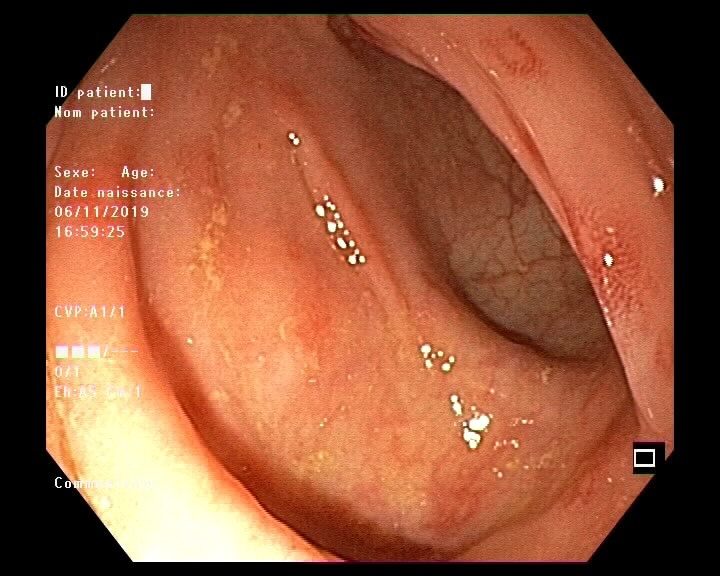 ID patient:
Nom patient:
Sexe: Age:
Date naissance:
06/11/2019
16:59:25
CVP:A1/1
0/1